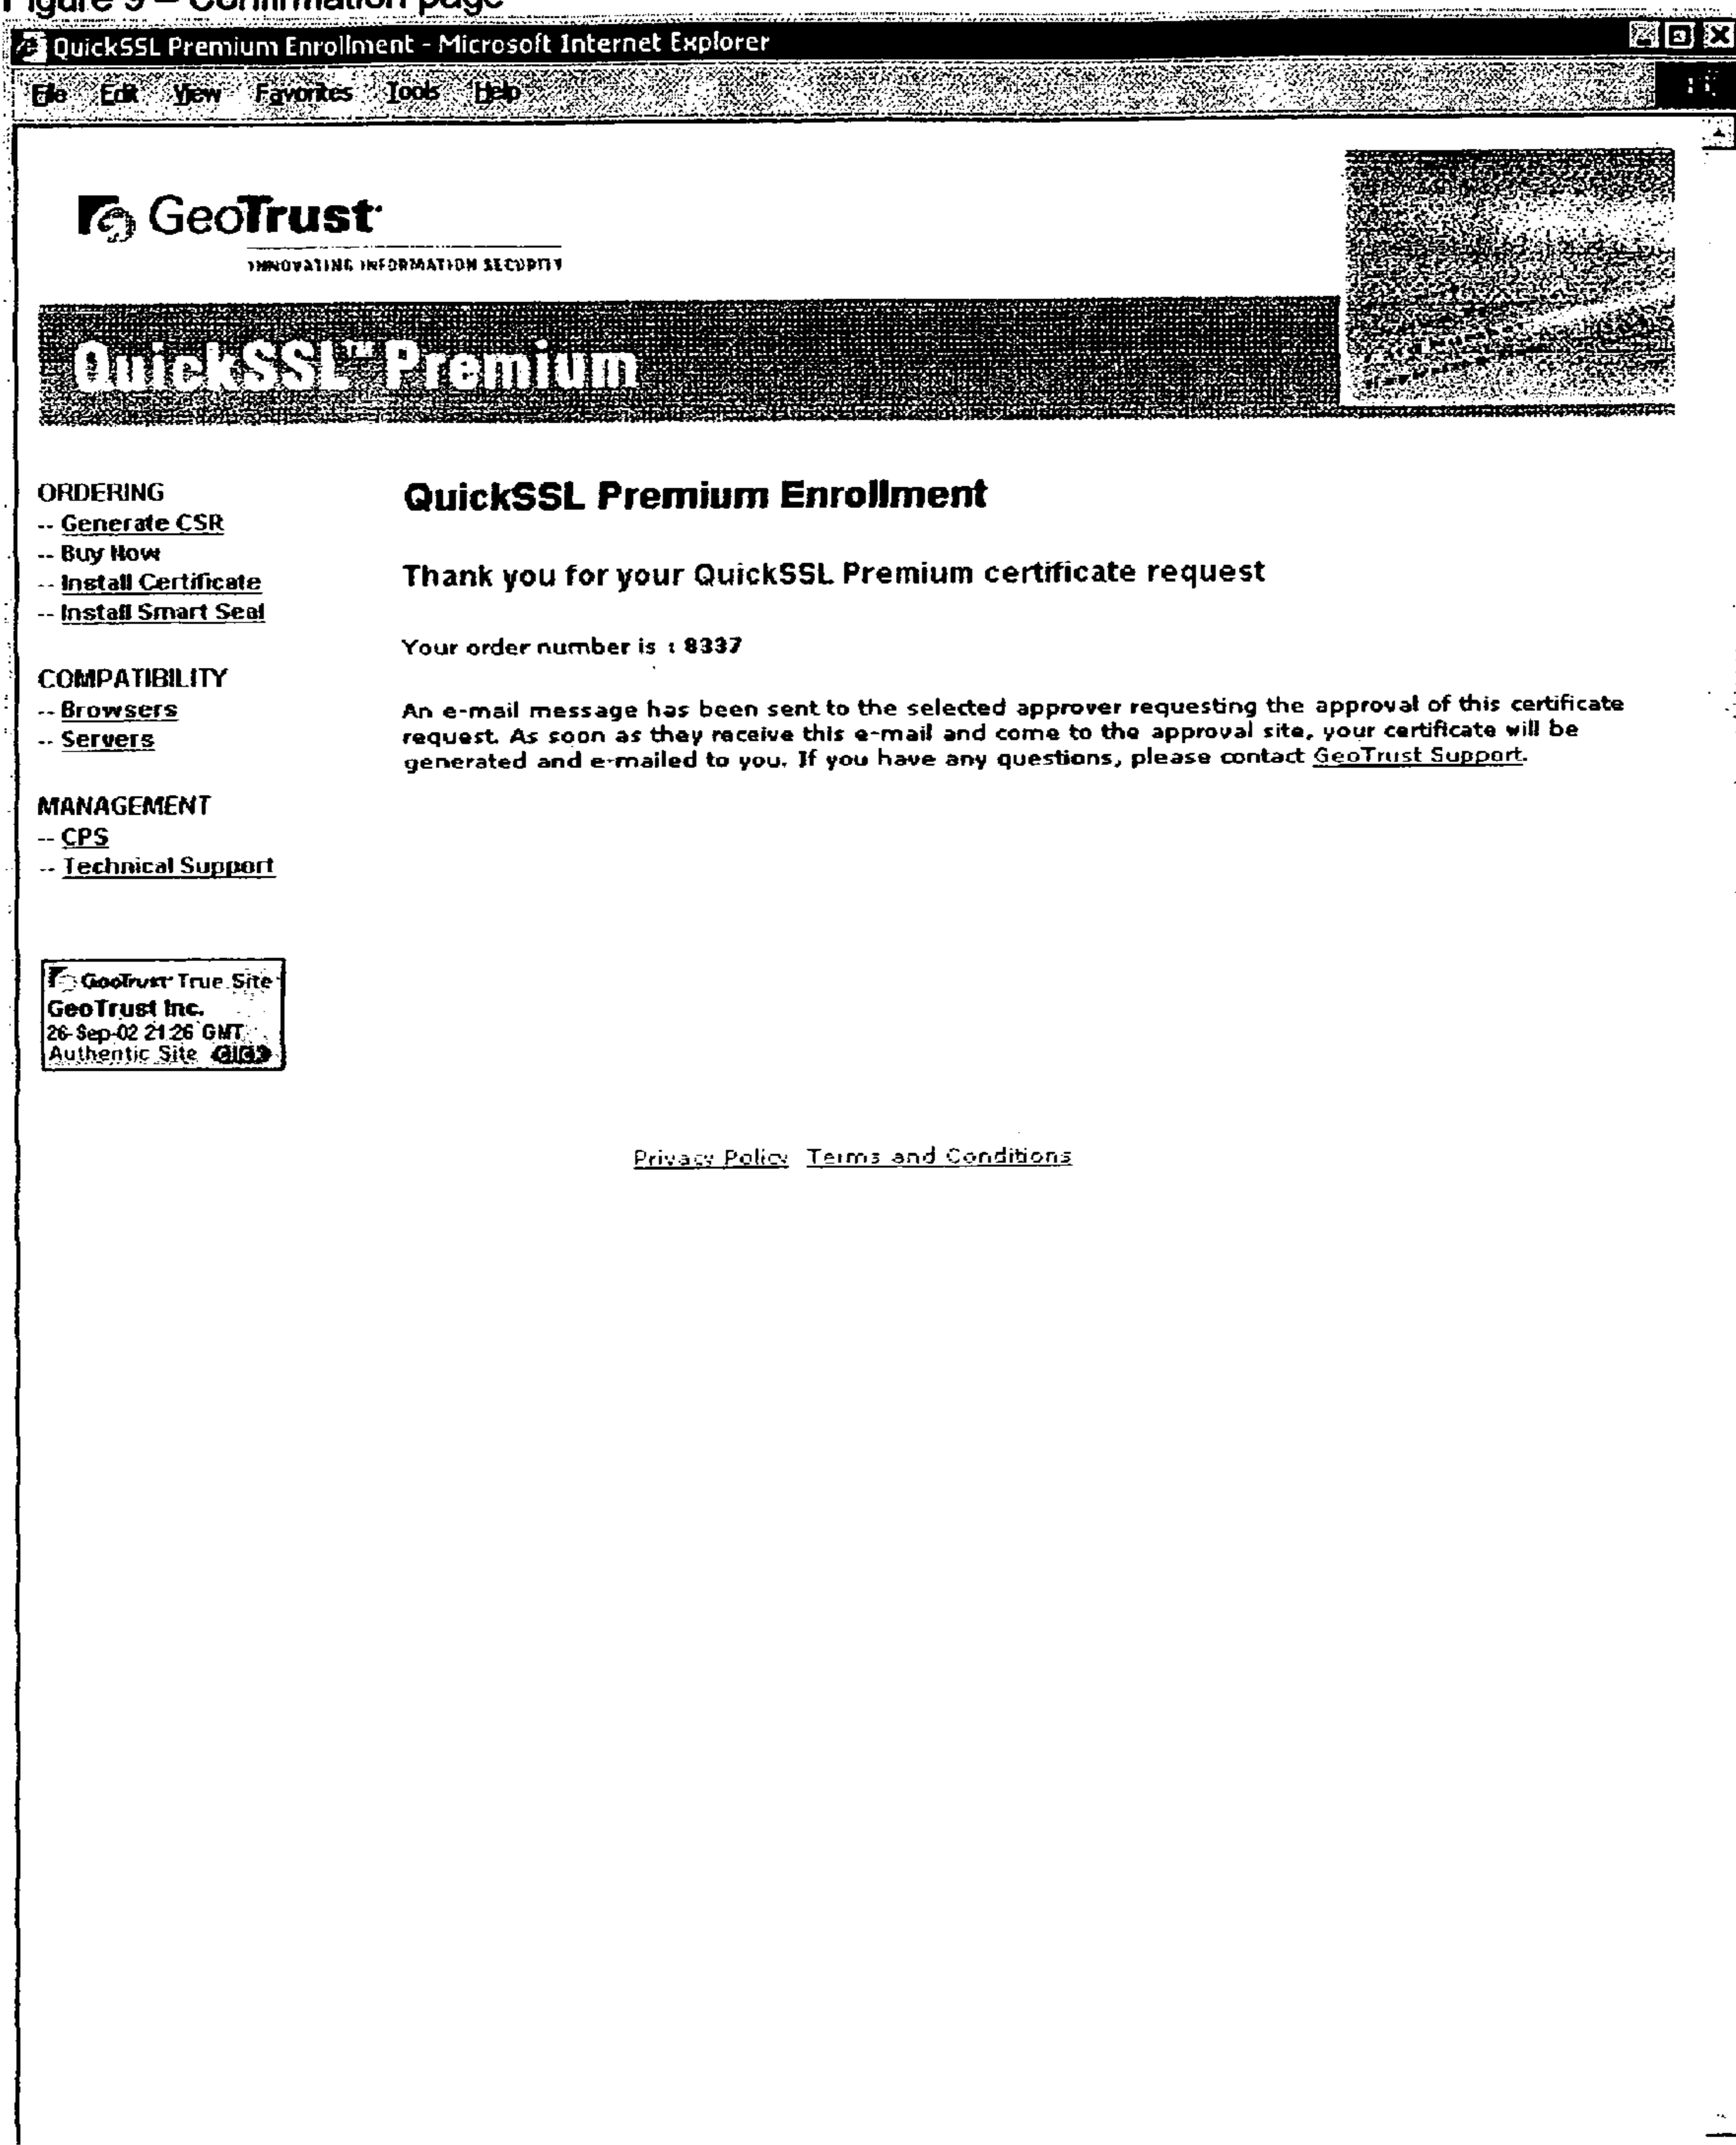 Figure 9 – Confirmation page
QuickSSL Premium Enrollment - Microsoft Internet Explorer
File Edit View Favorites Tools Help
GeoTrust
INNOVATING INFORMATION SECURITY
QuickSSL™ Premium
ORDERING
-- Generate CSR
-- Buy Now
-- Install Certificate
-- Install Smart Seal
COMPATIBILITY
-- Browsers
-- Servers
MANAGEMENT
-- CPS
-- Technical Support
GeoTrust True Site
GeoTrust Inc.
26-Sep-02 21:26 GMT
Authentic Site
QuickSSL Premium Enrollment
Thank you for your QuickSSL Premium certificate request
Your order number is : 8337
An e-mail message has been sent to the selected approver requesting the approval of this certificate
request. As soon as they receive this e-mail and come to the approval site, your certificate will be
generated and e-mailed to you. If you have any questions, please contact GeoTrust Support.
Privacy Policy Terms and Conditions